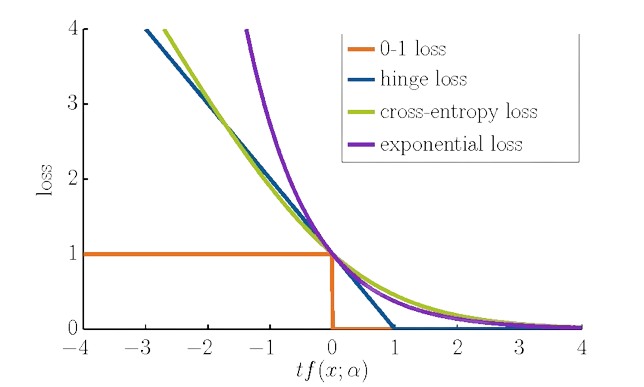 4
3
2
1
0
loss
0-1 loss
hinge loss
cross-entropy loss
exponential loss
−4 −3 −2 −1 0 1 2 3 4
tf(x; α)